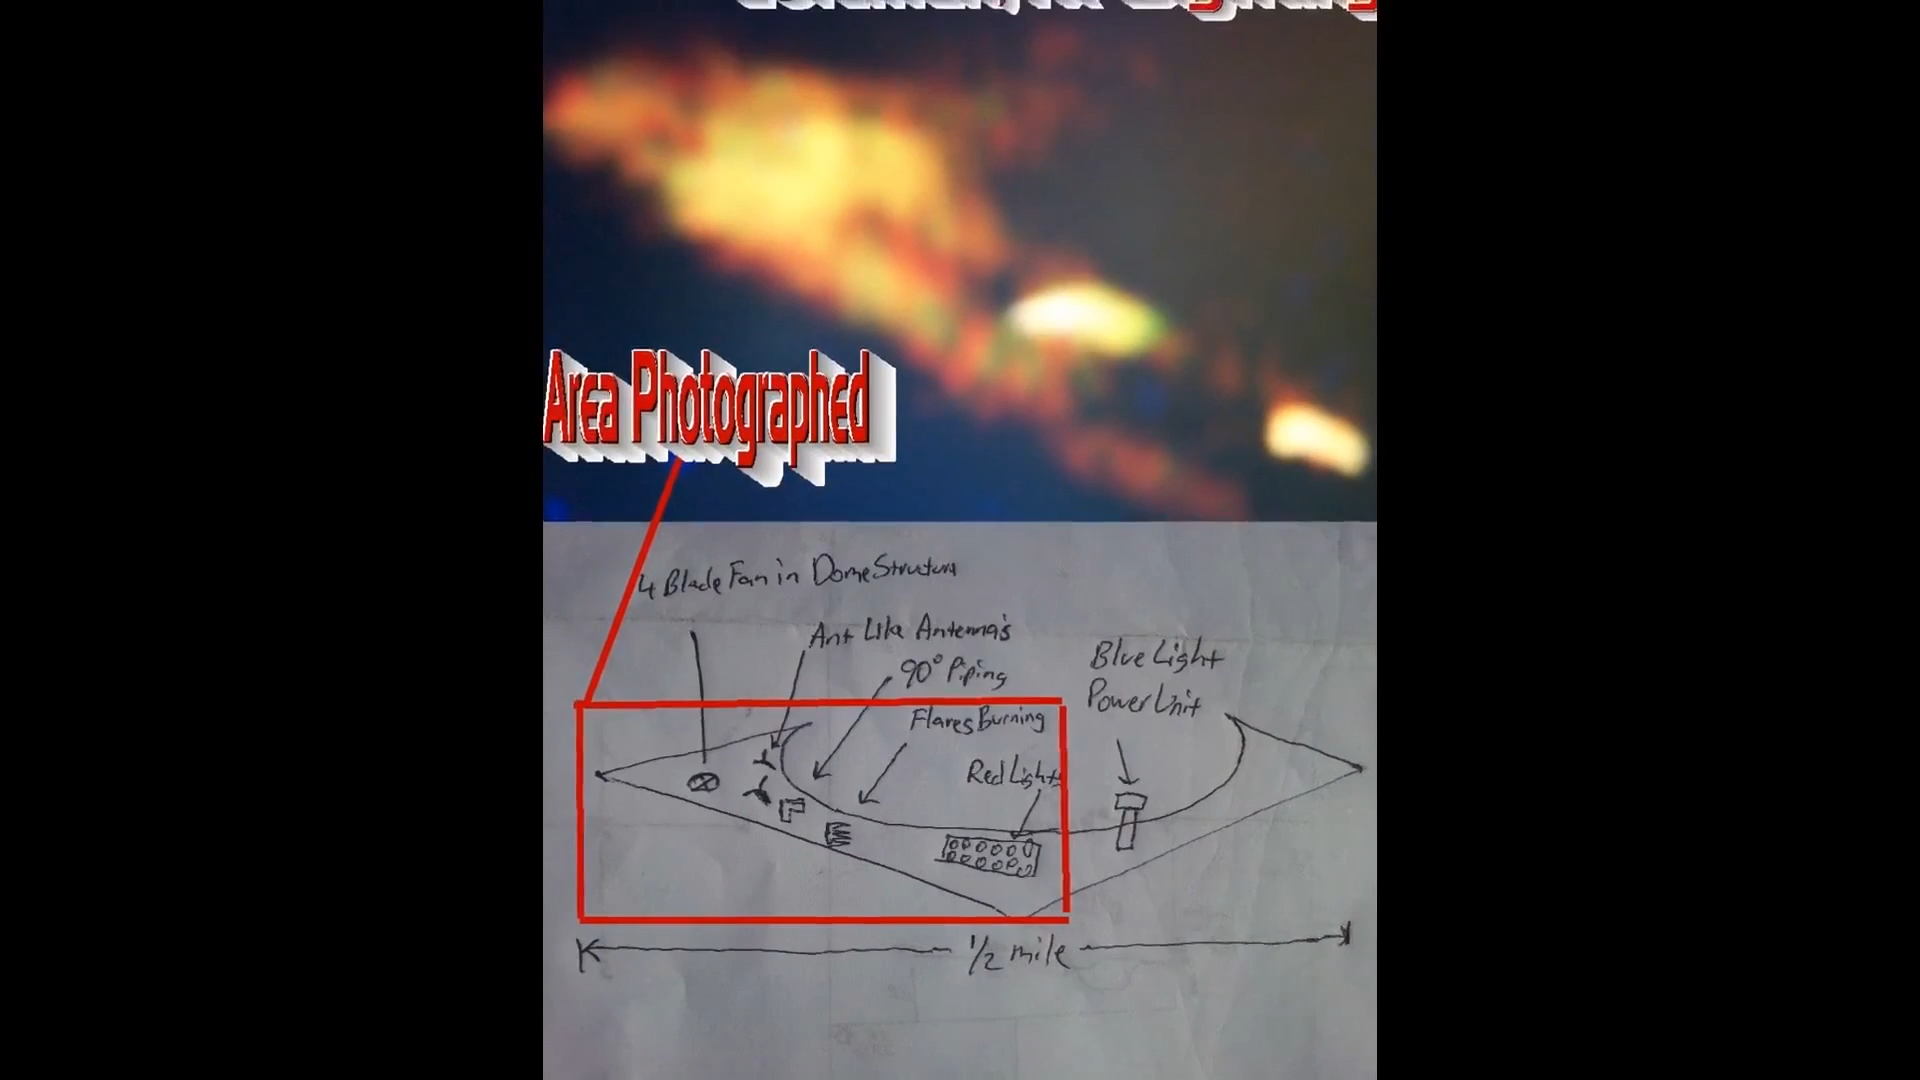 Area Photographed
4 Blade Fan in Dome Structure
Ant Like Antenna's
90° Piping
Blue Light
Power Unit
Flares Burning
Red Lights
1/2 mile